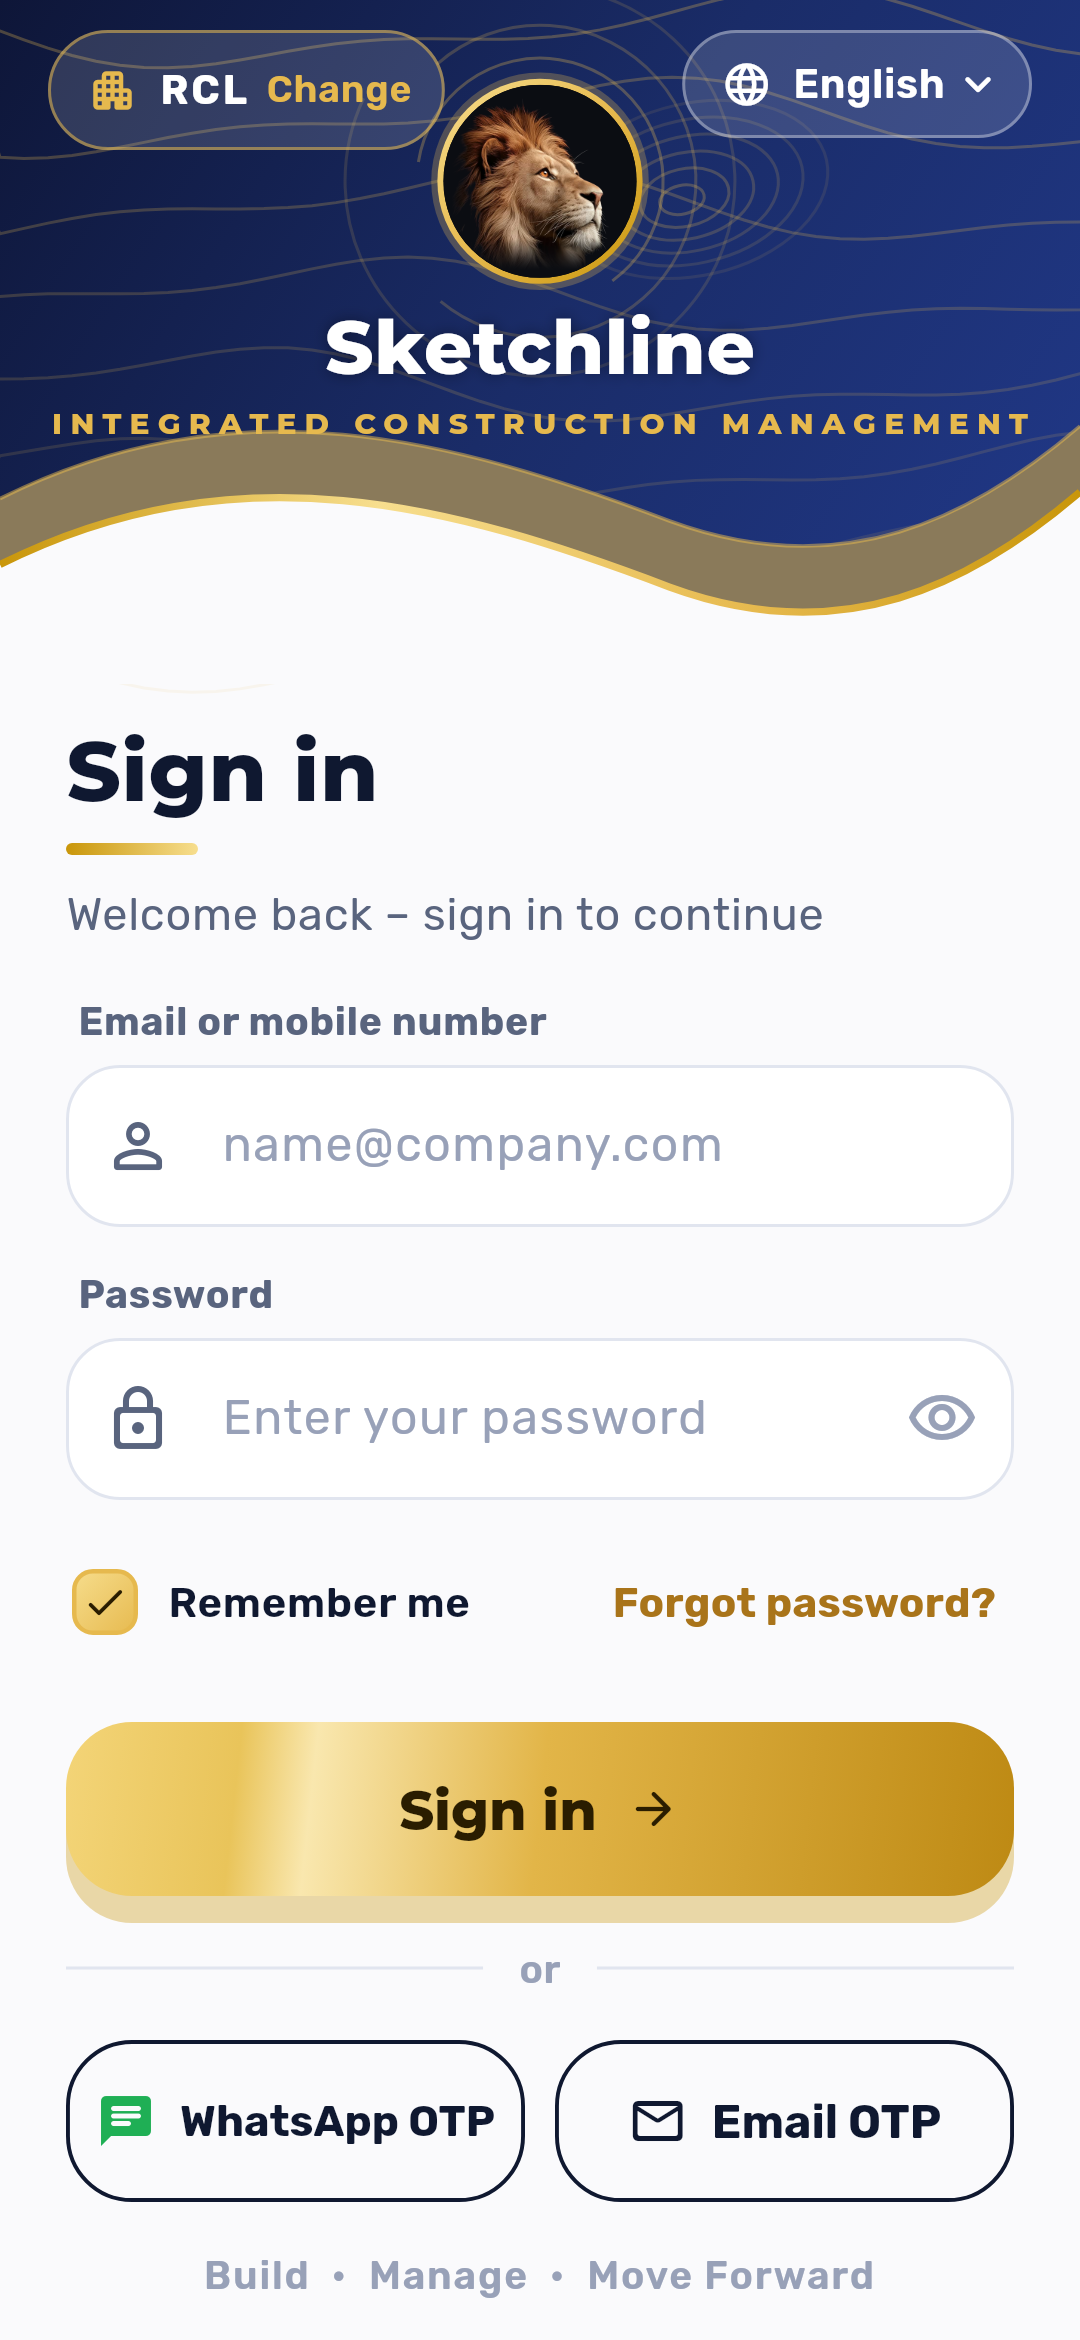 RCL Change
English
Sketchline
INTEGRATED CONSTRUCTION MANAGEMENT
Sign in
Welcome back – sign in to continue
Email or mobile number
name@company.com
Password
Enter your password
Remember me
Forgot password?
Sign in
or
WhatsApp OTP
Email OTP
Build • Manage • Move Forward